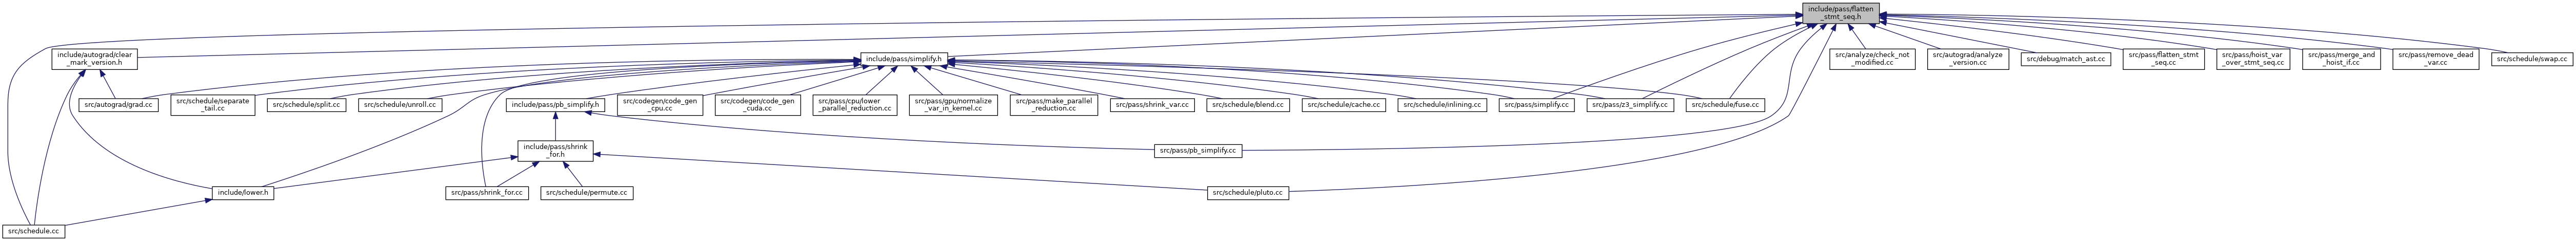 include/pass/flatten
_stmt_seq.h
include/autograd/clear
_mark_version.h
include/pass/simplify.h
src/analyze/check_not
_modified.cc
src/autograd/analyze
_version.cc
src/debug/match_ast.cc
src/pass/flatten_stmt
_seq.cc
src/pass/hoist_var
_over_stmt_seq.cc
src/pass/merge_and
_hoist_if.cc
src/pass/remove_dead
_var.cc
src/schedule/swap.cc
src/autograd/grad.cc
src/schedule/separate
_tail.cc
src/schedule/split.cc
src/schedule/unroll.cc
include/pass/pb_simplify.h
src/codegen/code_gen
_cpu.cc
src/codegen/code_gen
_cuda.cc
src/pass/cpu/lower
_parallel_reduction.cc
src/pass/gpu/normalize
_var_in_kernel.cc
src/pass/make_parallel
_reduction.cc
src/pass/shrink_var.cc
src/schedule/blend.cc
src/schedule/cache.cc
src/schedule/inlining.cc
src/pass/simplify.cc
src/pass/z3_simplify.cc
src/schedule/fuse.cc
include/pass/shrink
_for.h
src/pass/pb_simplify.cc
include/lower.h
src/pass/shrink_for.cc
src/schedule/permute.cc
src/schedule/pluto.cc
src/schedule.cc